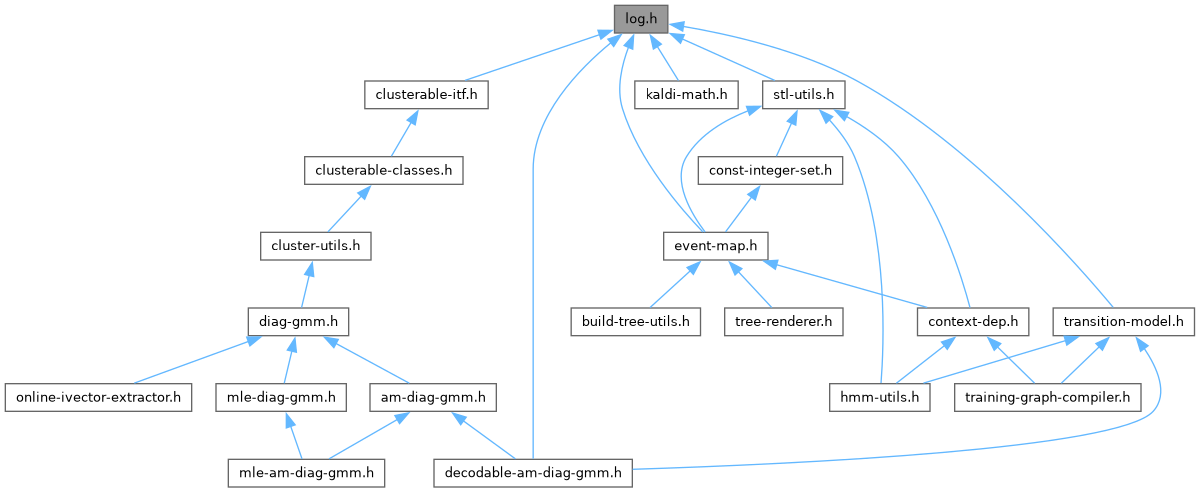 log.h
clusterable-itf.h
kaldi-math.h
stl-utils.h
clusterable-classes.h
const-integer-set.h
cluster-utils.h
event-map.h
diag-gmm.h
build-tree-utils.h
tree-renderer.h
context-dep.h
transition-model.h
online-ivector-extractor.h
mle-diag-gmm.h
am-diag-gmm.h
hmm-utils.h
training-graph-compiler.h
mle-am-diag-gmm.h
decodable-am-diag-gmm.h